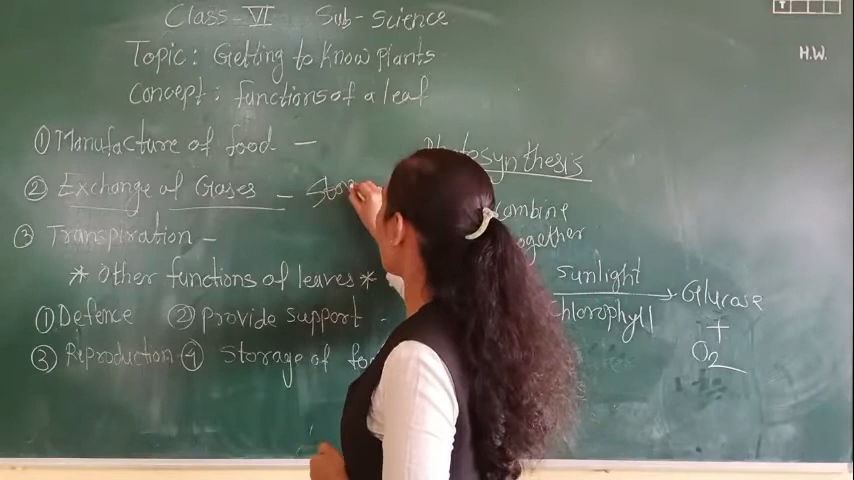 Class-VI Sub-Science
Topic: Getting to Know Plants
Concept: functions of a leaf
H.W.
① Manufacture of food —
② Exchange of Gases — Sto
③ Transpiration —
* Other functions of leaves *
① Defence ② Provide Support -
③ Reproduction ④ Storage of fo
tosynthesis
combine
together
Sunlight
Chlorophyll
Glucose
+
O2